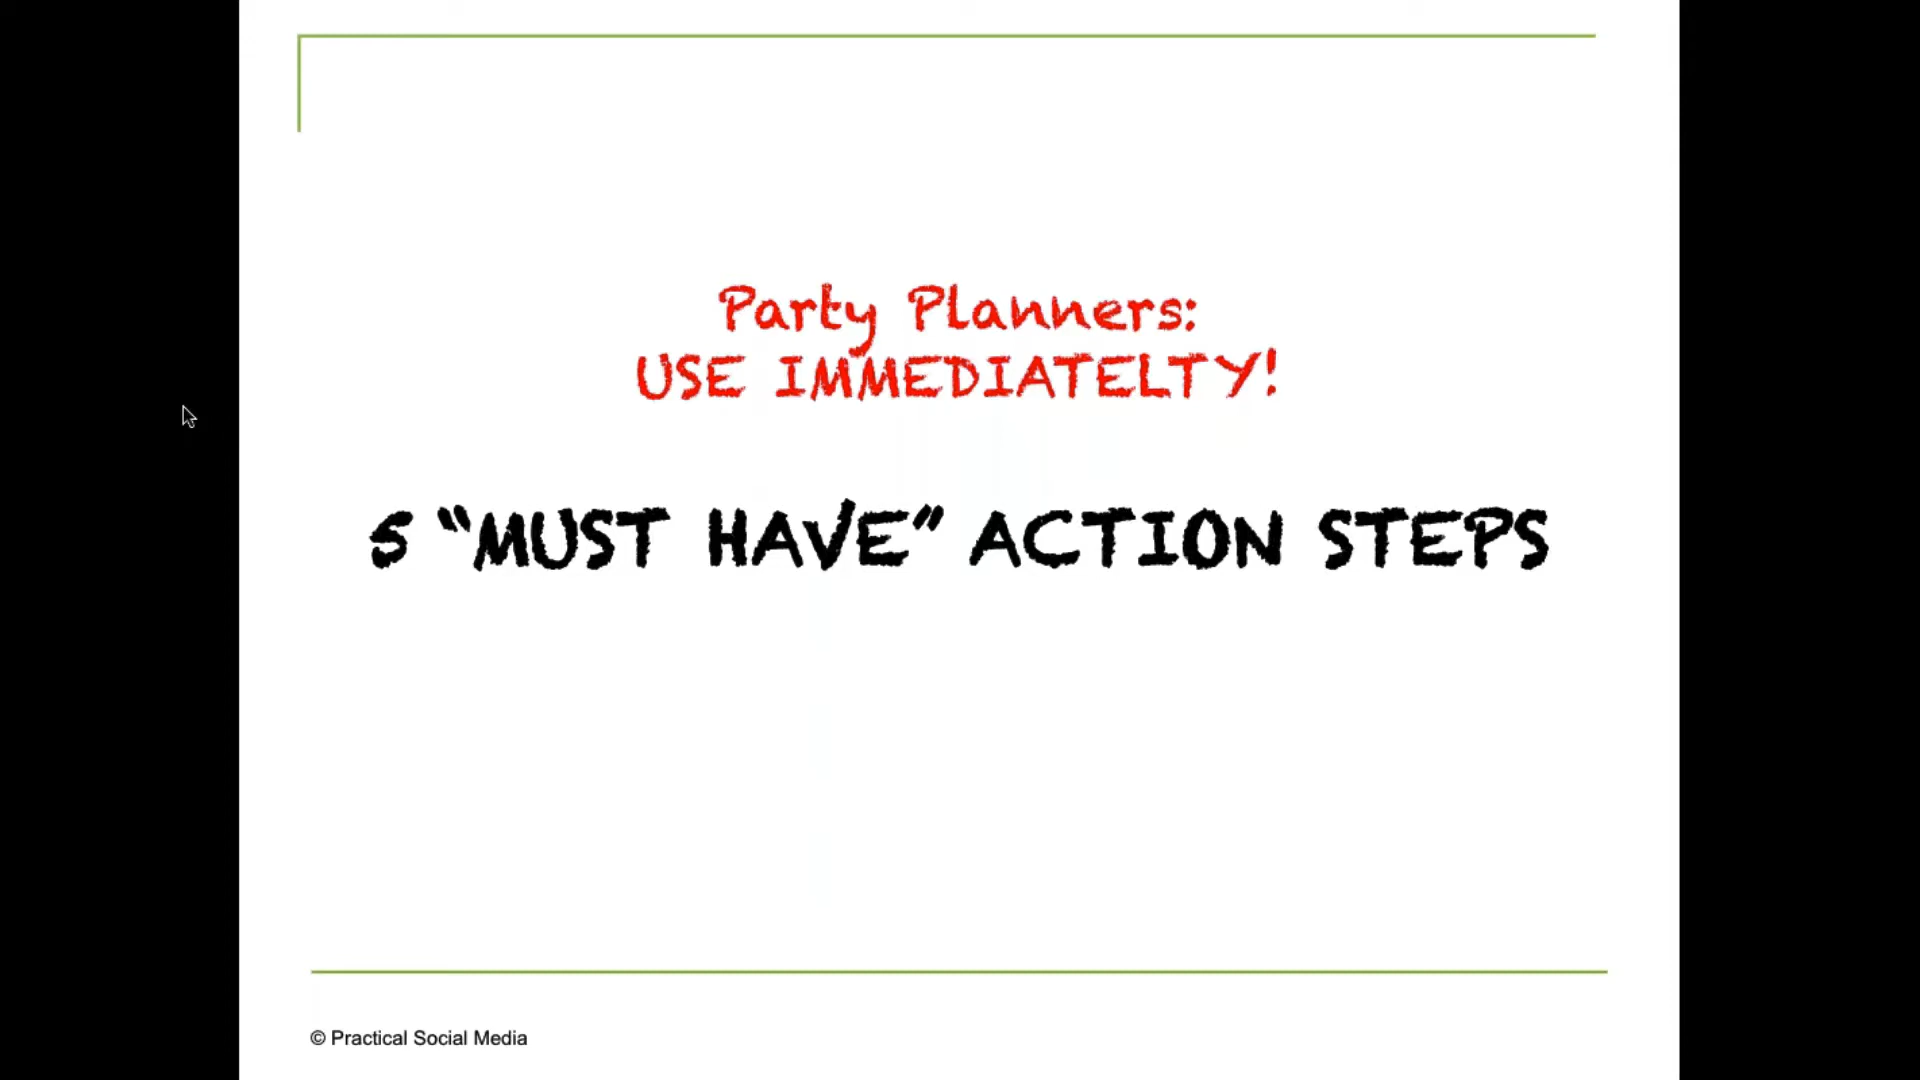 Party Planners:
USE IMMEDIATELTY!
5 “MUST HAVE” ACTION STEPS
© Practical Social Media